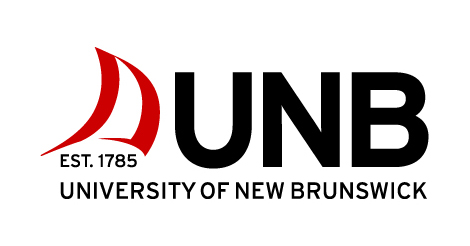 UNB
EST. 1785
UNIVERSITY OF NEW BRUNSWICK